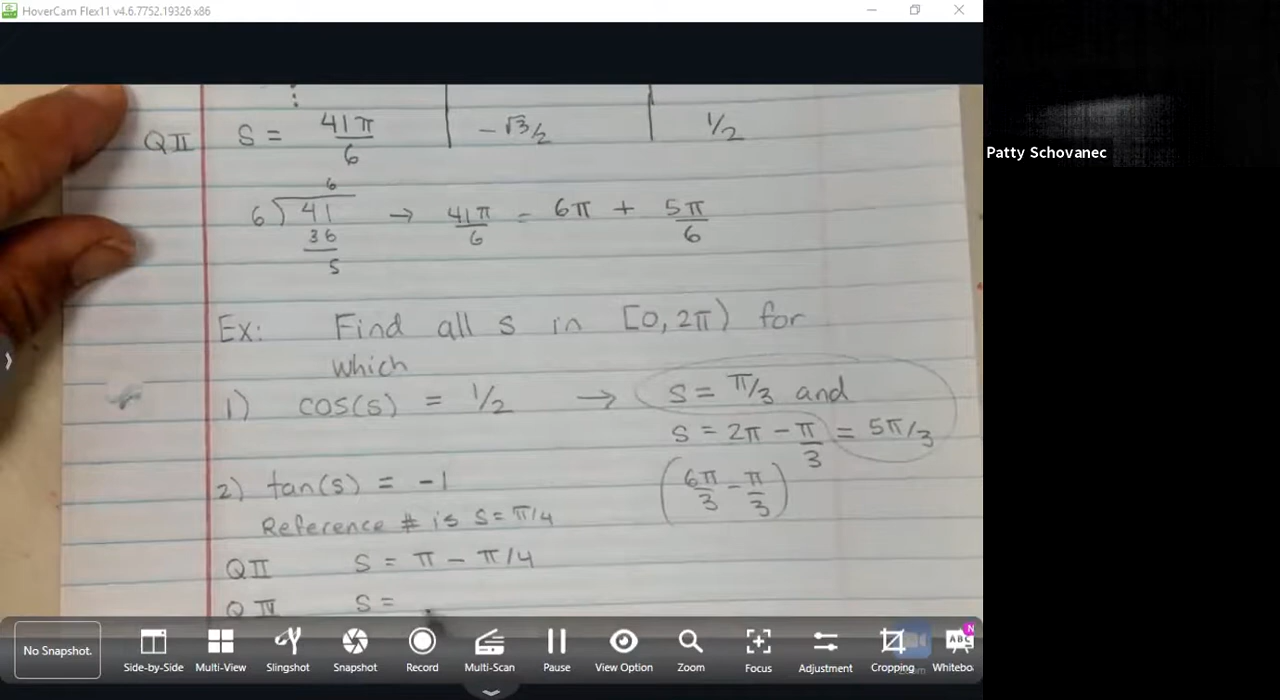 HoverCam Flex11 v4.6.7752.19326 x86
QII S = 41π/6 -√3/2 1/2
6
6)41 → 41π/6 = 6π + 5π/6
36
5
Ex: Find all s in [0, 2π) for
which
1) cos(s) = 1/2 → S = π/3 and
S = 2π - π/3 = 5π/3
2) tan(s) = -1 (6π/3 - π/3)
Reference # is S = π/4
QII S = π - π/4
QIV S =
Patty Schovanec
No Snapshot.
Side-by-Side Multi-View Slingshot Snapshot Record Multi-Scan Pause View Option Zoom Focus Adjustment Cropping Whiteboa
ABC
N